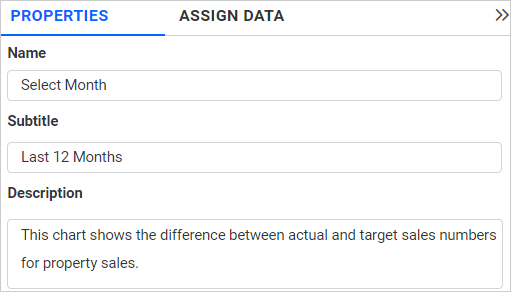 PROPERTIES ASSIGN DATA
Name
Select Month
Subtitle
Last 12 Months
Description
This chart shows the difference between actual and target sales numbers
for property sales.